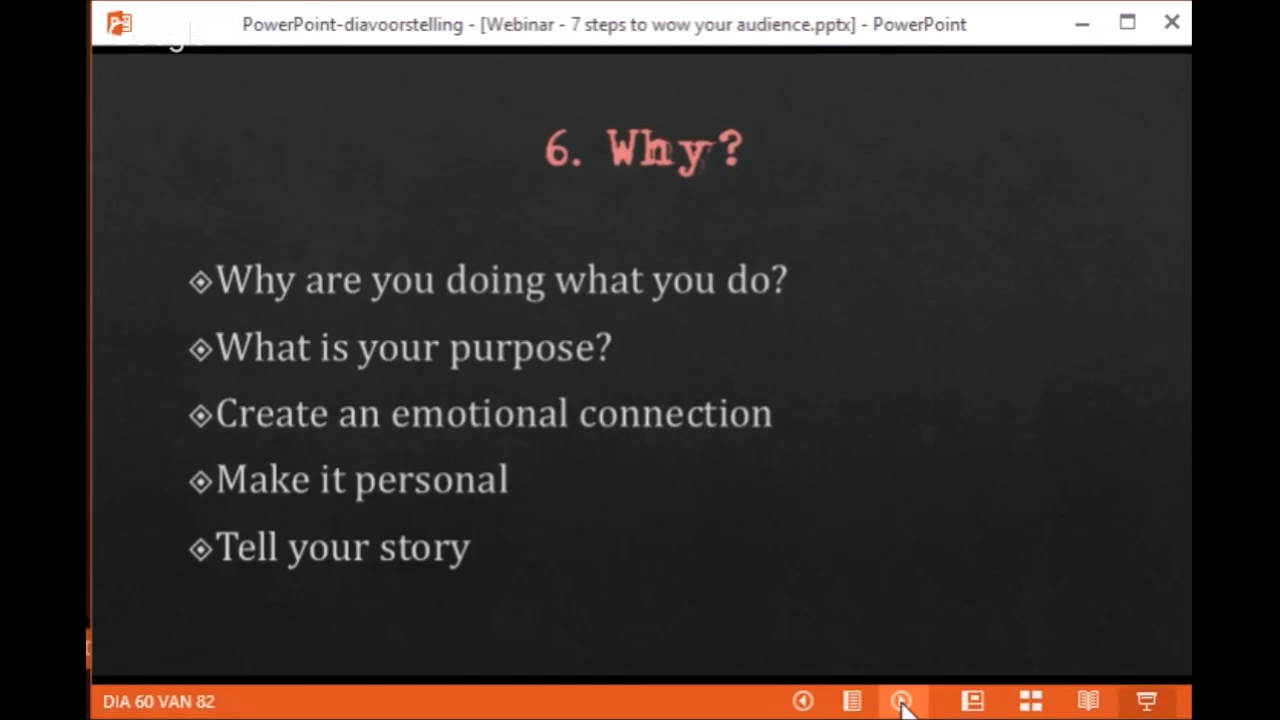 PowerPoint-diavoorstelling - [Webinar - 7 steps to wow your audience.pptx] - PowerPoint
6. Why?
Why are you doing what you do?
What is your purpose?
Create an emotional connection
Make it personal
Tell your story
DIA 60 VAN 82